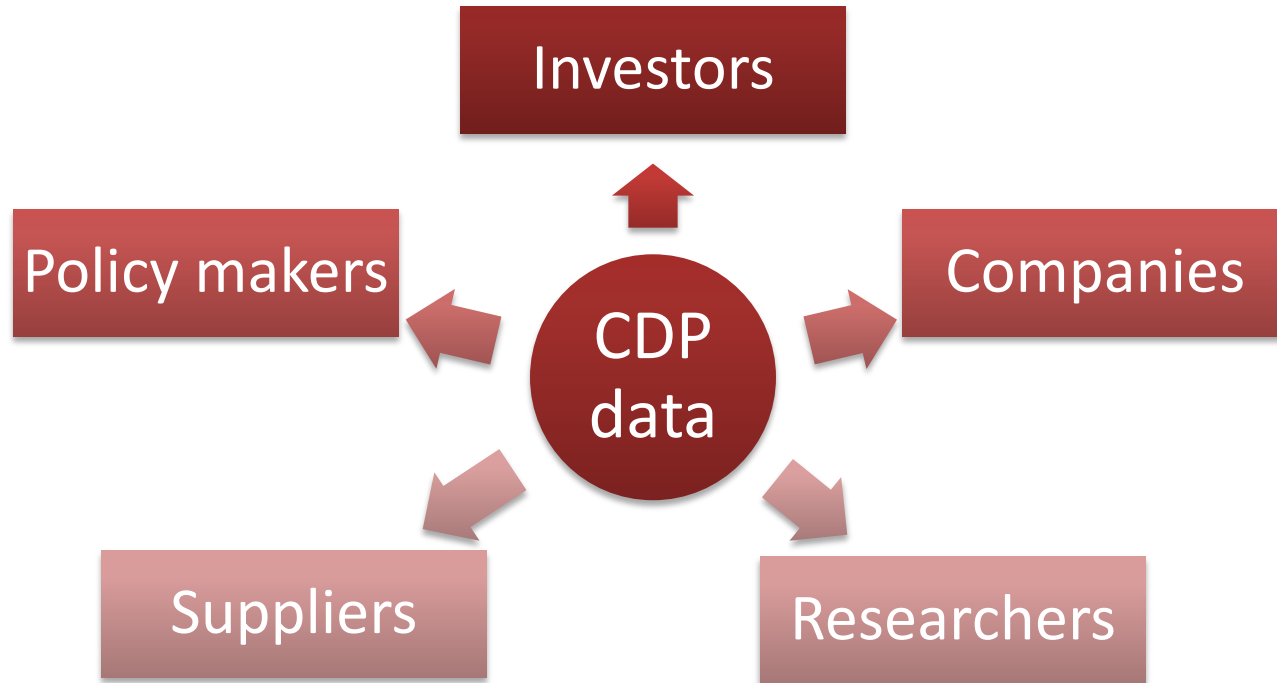 Investors
Policy makers
Companies
CDP
data
Suppliers
Researchers